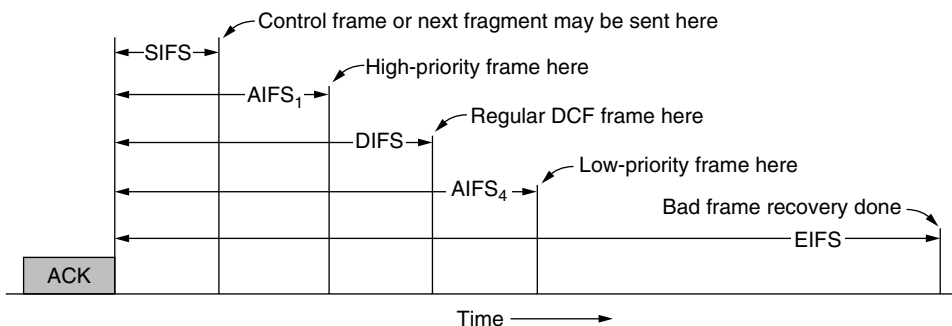 Control frame or next fragment may be sent here
SIFS
High-priority frame here
AIFS1
Regular DCF frame here
DIFS
Low-priority frame here
AIFS4
Bad frame recovery done
EIFS
ACK
Time